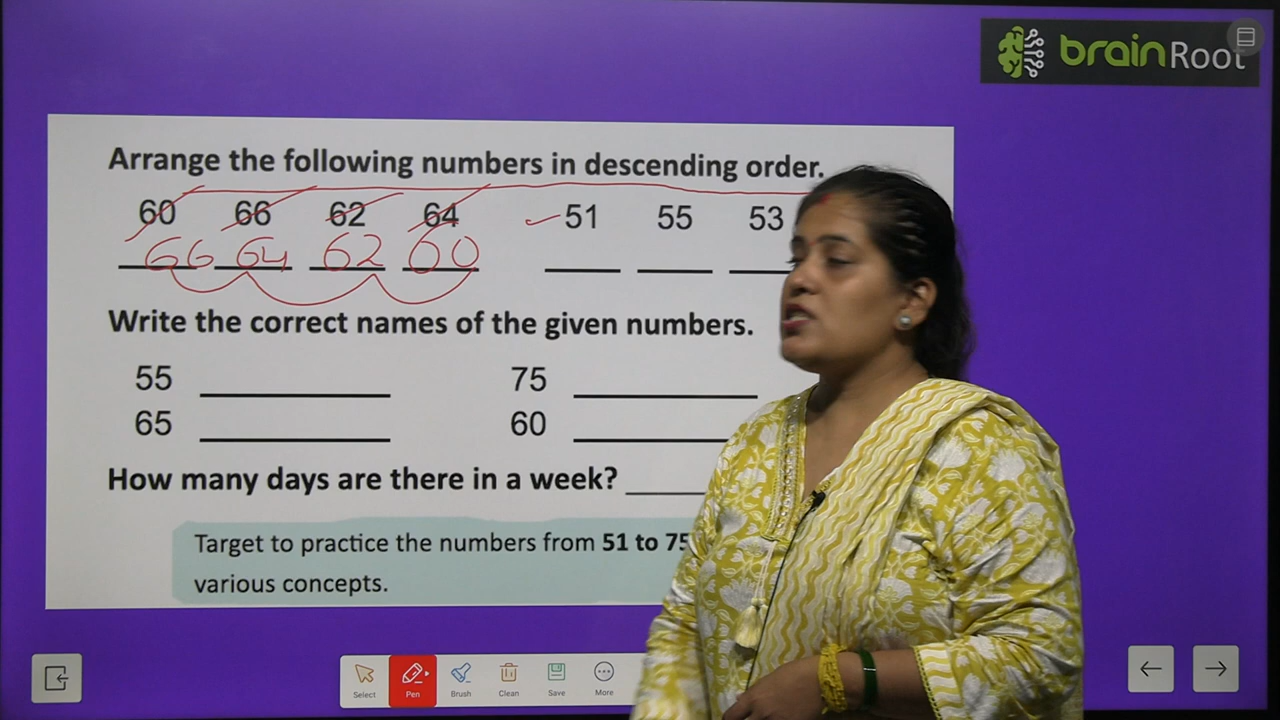 brainRoot
Arrange the following numbers in descending order.
60 66 62 64 51 55 53
66 64 62 60
Write the correct names of the given numbers.
55 75
65 60
How many days are there in a week?
Target to practice the numbers from 51 to 75
various concepts.
Select Pen Brush Clean Save More